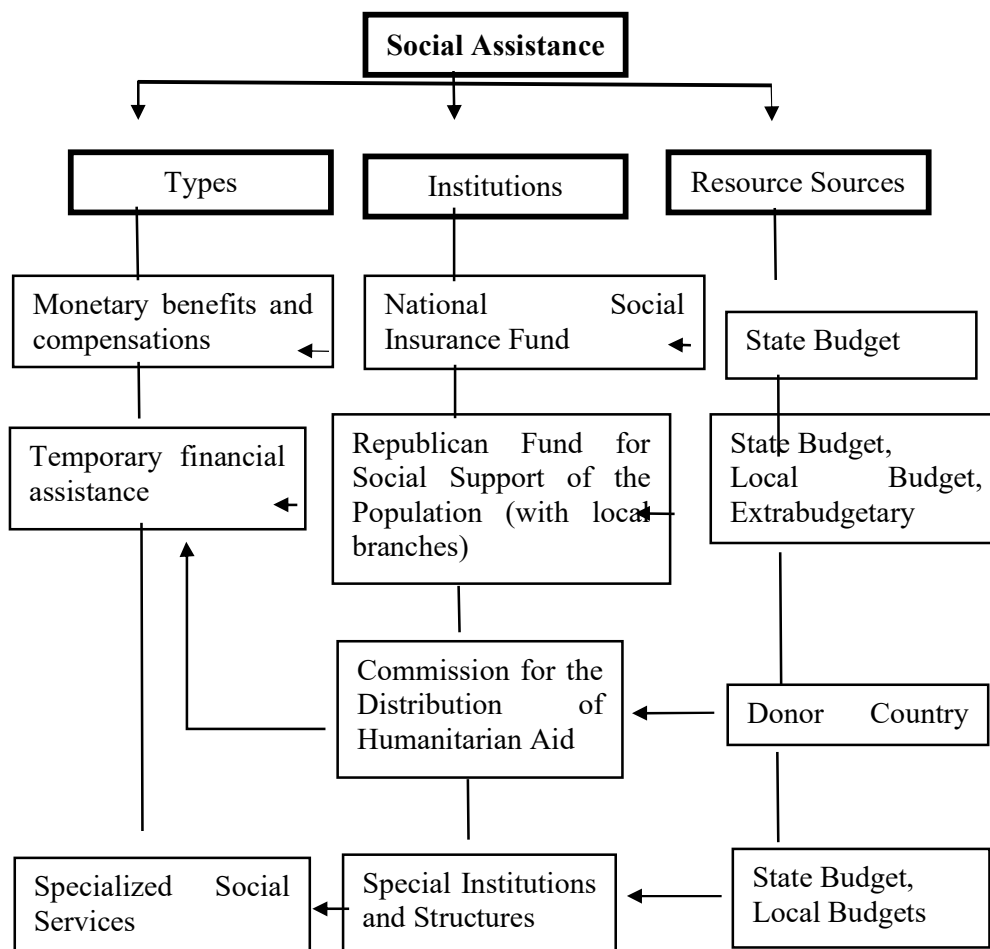 Social Assistance
Types
Institutions
Resource Sources
Monetary benefits and
compensations
National Social
Insurance Fund
State Budget
Temporary financial
assistance
Republican Fund for
Social Support of the
Population (with local
branches)
State Budget,
Local Budget,
Extrabudgetary
Commission for the
Distribution of
Humanitarian Aid
Donor Country
Specialized Social
Services
Special Institutions
and Structures
State Budget,
Local Budgets